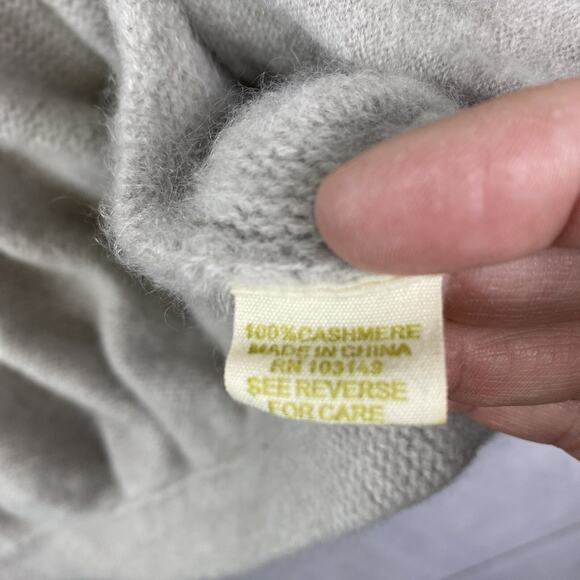 100%CASHMERE
MADE IN CHINA
RN 103149
SEE REVERSE
FOR CARE